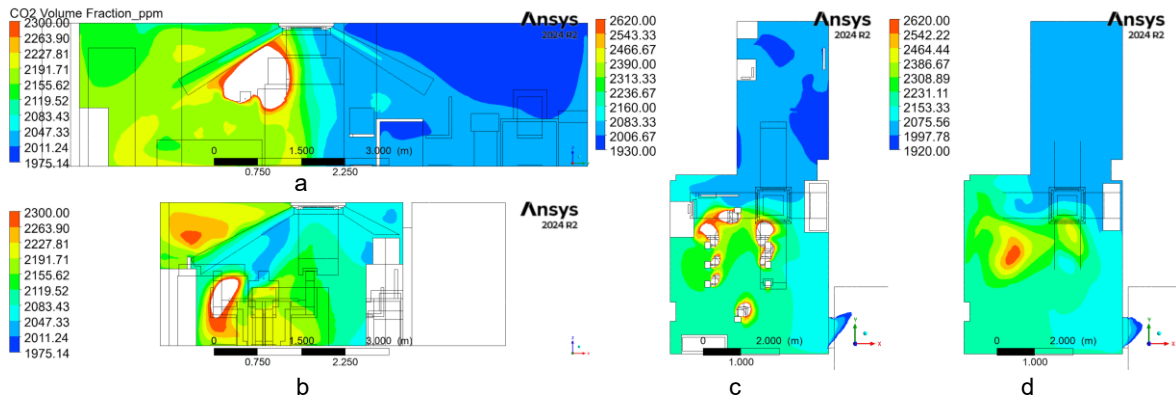 CO2 Volume Fraction_ppm
2300.00
2263.90
2227.81
2191.71
2155.62
2119.52
2083.43
2047.33
2011.24
1975.14
Ansys
2024 R2
0
1.500
3.000 (m)
0.750
2.250
a
2300.00
2263.90
2227.81
2191.71
2155.62
2119.52
2083.43
2047.33
2011.24
1975.14
Ansys
2024 R2
0
1.500
3.000 (m)
0.750
2.250
b
2620.00
2543.33
2466.67
2390.00
2313.33
2236.67
2160.00
2083.33
2006.67
1930.00
Ansys
2024 R2
0
2.000 (m)
1.000
Y
X
c
2620.00
2542.22
2464.44
2386.67
2308.89
2231.11
2153.33
2075.56
1997.78
1920.00
Ansys
2024 R2
0
2.000 (m)
1.000
Y
X
d